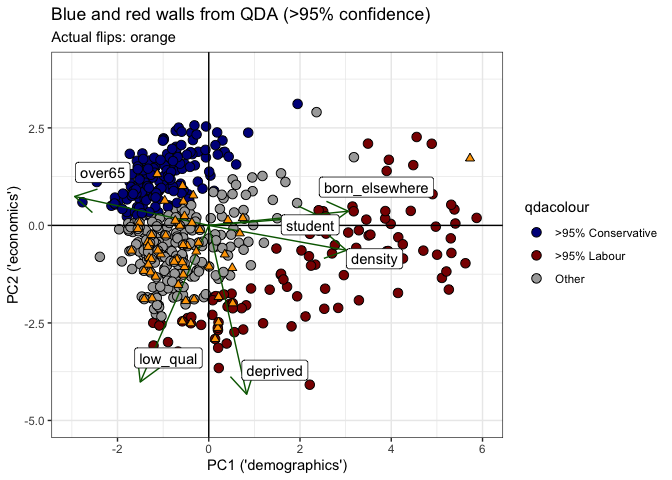 Blue and red walls from QDA (>95% confidence)
Actual flips: orange
PC2 ('economics')
2.5
0.0
-2.5
-5.0
over65
born_elsewhere
student
density
low_qual
deprived
-2
0
2
4
6
PC1 ('demographics')
qdacolour
>95% Conservative
>95% Labour
Other